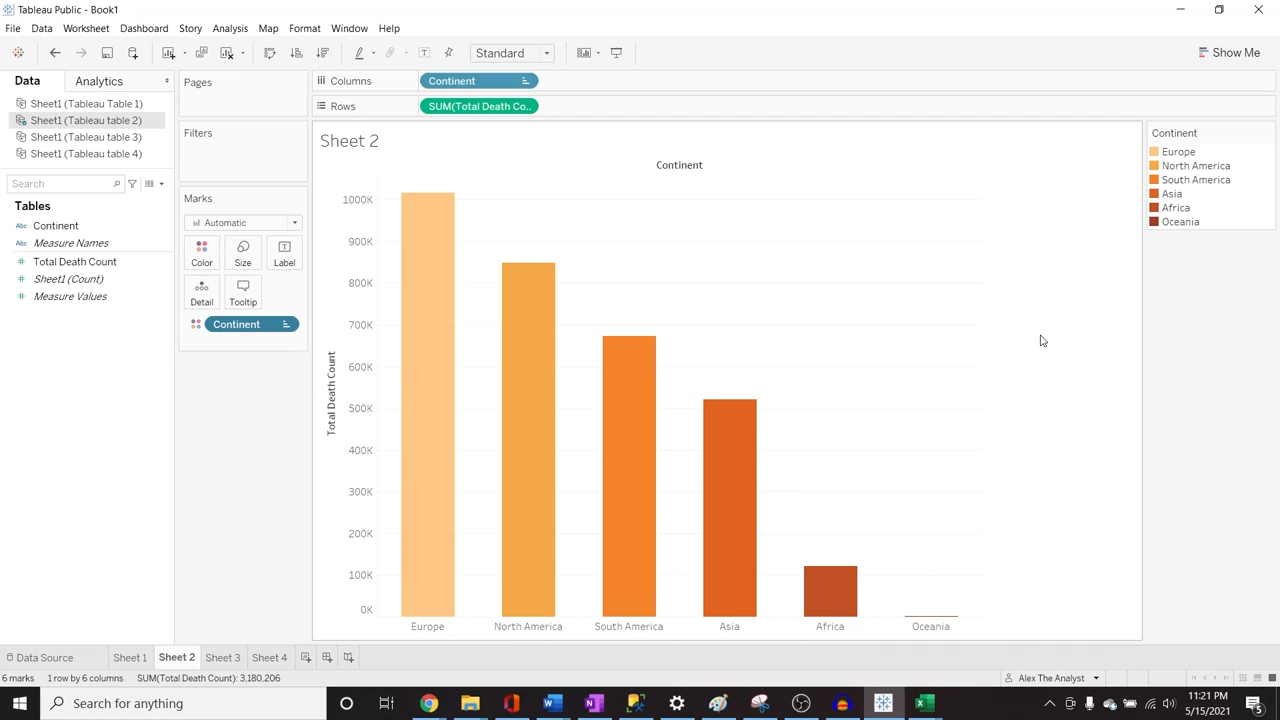 Tableau Public - Book1
File Data Worksheet Dashboard Story Analysis Map Format Window Help
Standard
Show Me
Data Analytics
Pages
Columns
Continent
Sheet1 (Tableau Table 1)
Sheet1 (Tableau table 2)
Sheet1 (Tableau table 3)
Sheet1 (Tableau table 4)
Rows
SUM(Total Death Co..
Filters
Search
Tables
Abc Continent
Abc Measure Names
# Total Death Count
# Sheet1 (Count)
# Measure Values
Marks
Automatic
Color Size Label
Detail Tooltip
Continent
Sheet 2
Continent
Total Death Count
1000K
900K
800K
700K
600K
500K
400K
300K
200K
100K
0K
Europe North America South America Asia Africa Oceania
Continent
Europe
North America
South America
Asia
Africa
Oceania
Data Source Sheet 1 Sheet 2 Sheet 3 Sheet 4
6 marks 1 row by 6 columns SUM(Total Death Count): 3,180,206
Alex The Analyst
Search for anything
11:21 PM
5/15/2021